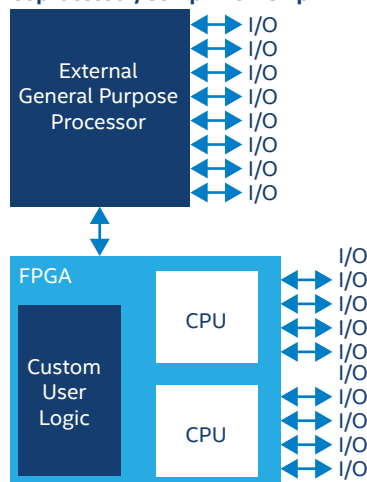 I/O
I/O
I/O
I/O
I/O
I/O
I/O
I/O
External
General Purpose
Processor
FPGA
CPU
Custom
User
Logic
CPU
I/O
I/O
I/O
I/O
I/O
I/O
I/O
I/O
I/O
I/O